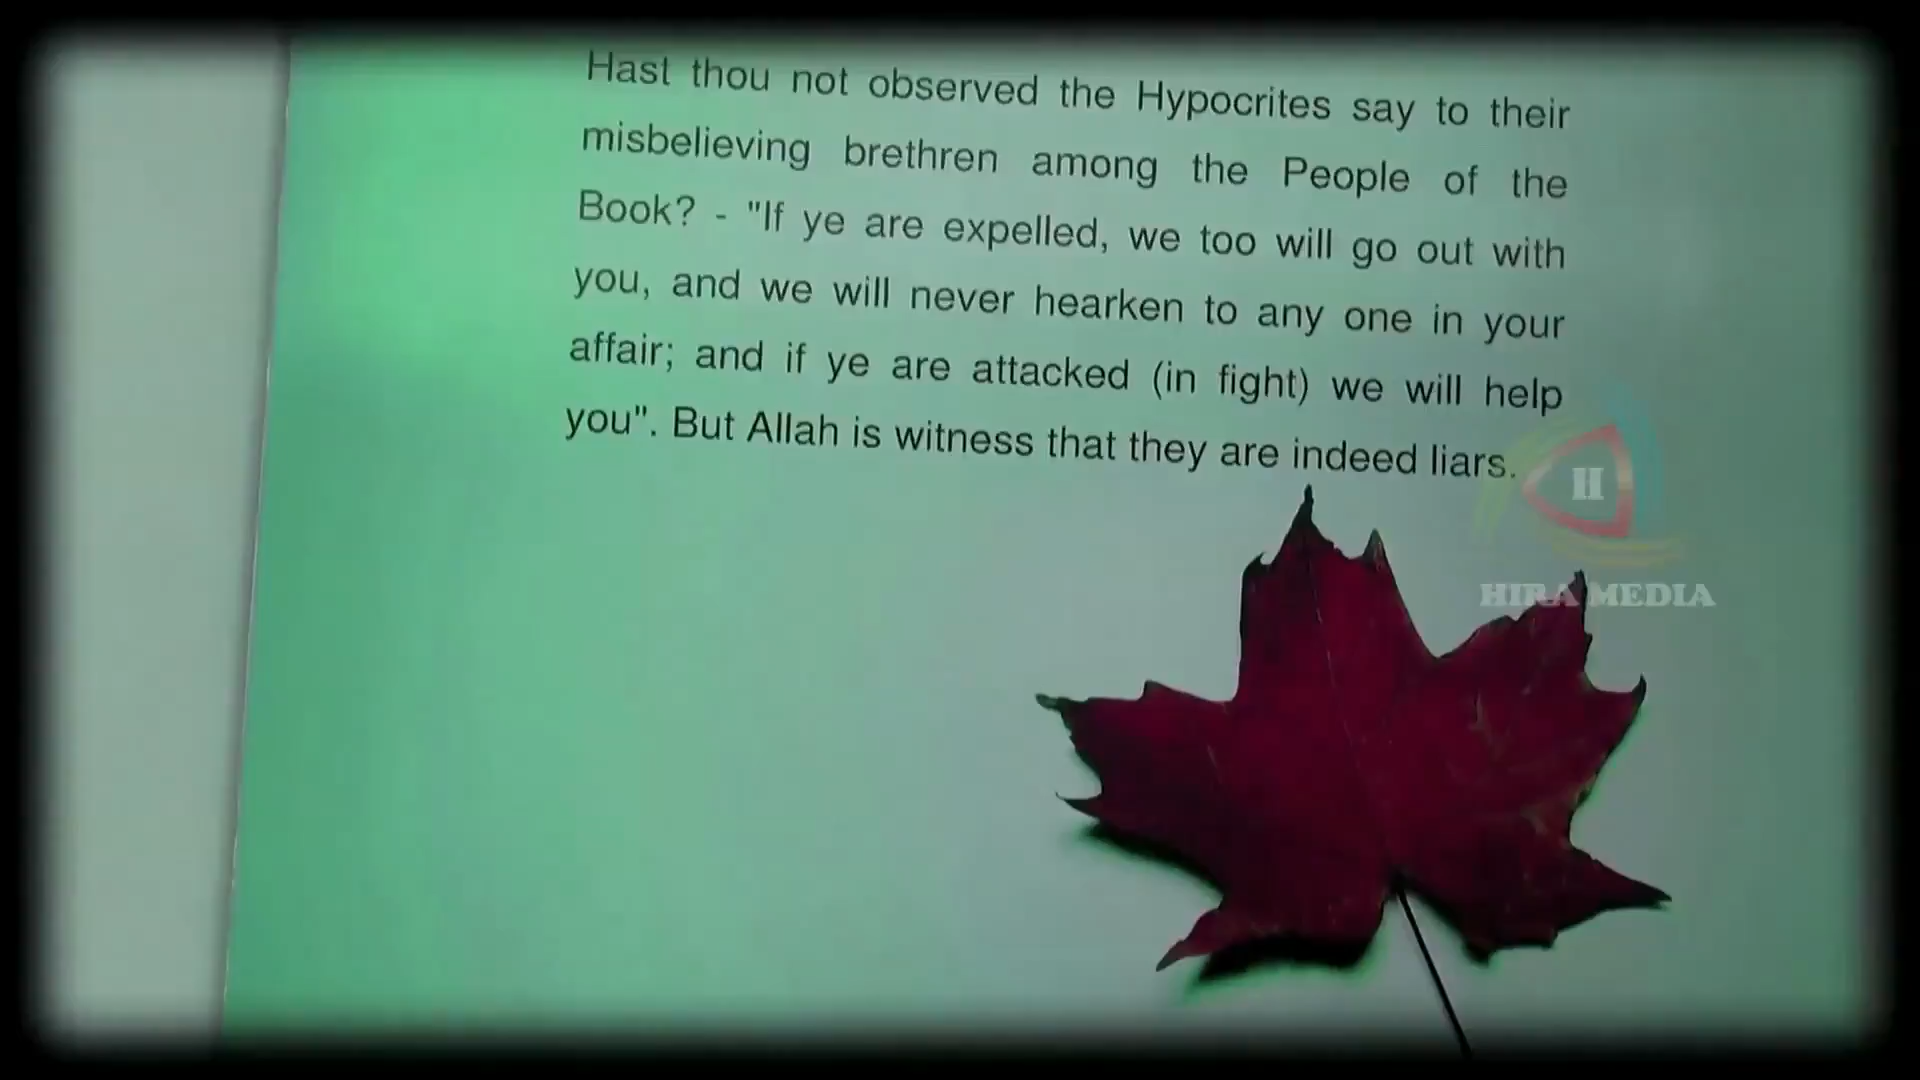 Hast thou not observed the Hypocrites say to their
misbelieving brethren among the People of the
Book? - "If ye are expelled, we too will go out with
you, and we will never hearken to any one in your
affair; and if ye are attacked (in fight) we will help
you". But Allah is witness that they are indeed liars.
H
HIRA MEDIA